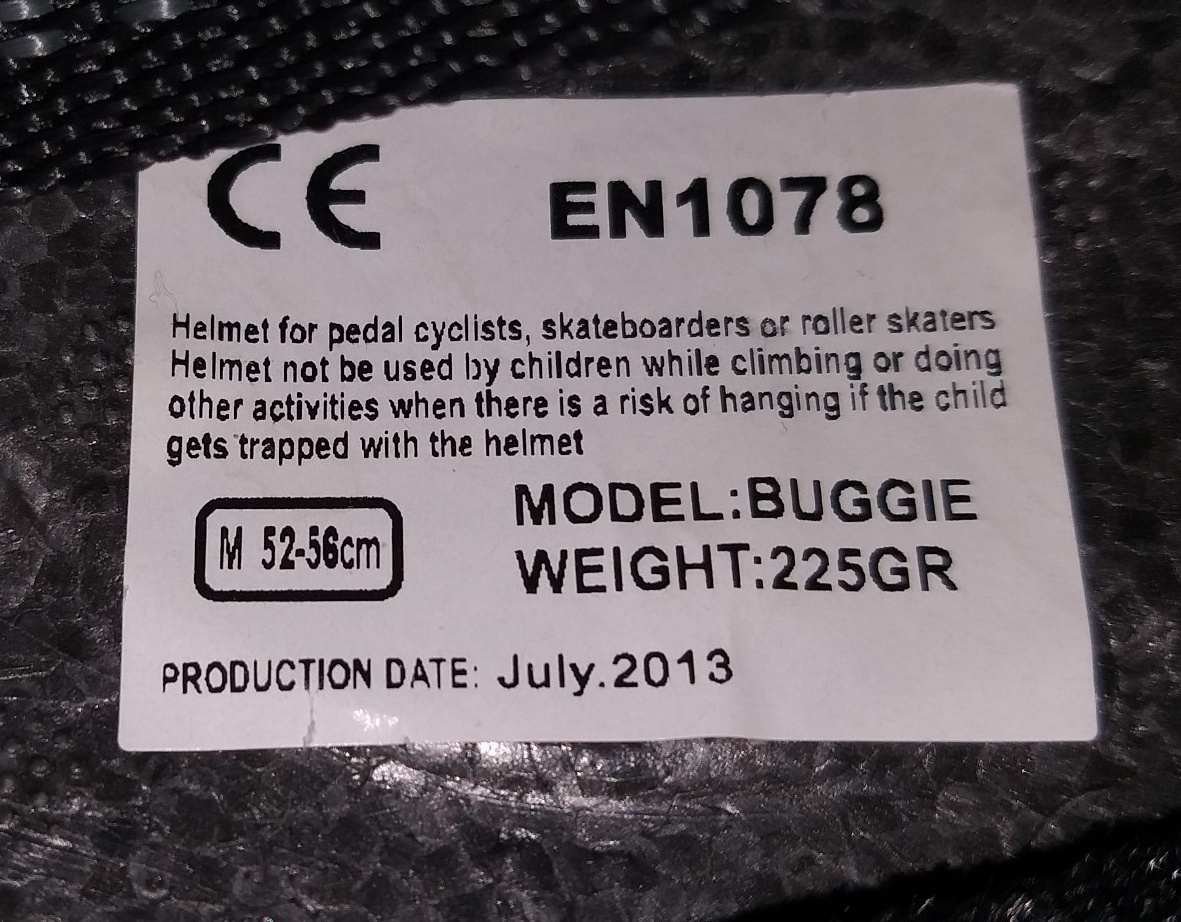 CE EN1078
Helmet for pedal cyclists, skateboarders or roller skaters
Helmet not be used by children while climbing or doing
other activities when there is a risk of hanging if the child
gets trapped with the helmet
M 52-56cm
MODEL:BUGGIE
WEIGHT:225GR
PRODUCTION DATE: July.2013